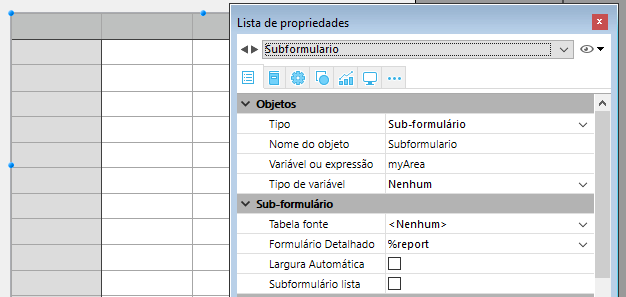 Lista de propriedades
Subformulario
Objetos
Tipo Sub-formulário
Nome do objeto Subformulario
Variável ou expressão myArea
Tipo de variável Nenhum
Sub-formulário
Tabela fonte <Nenhum>
Formulário Detalhado %report
Largura Automática
Subformulário lista